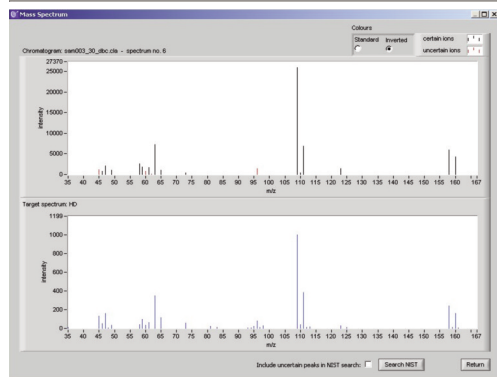 Mass Spectrum
Colours
Standard Inverted
certain ions
uncertain ions
Chromatogram: sam003_30_dbc.cla - spectrum no. 6
27370
25000
20000
15000
10000
5000
0
intensity
35 40 45 50 55 60 65 70 75 80 85 90 95 100 105 110 115 120 125 130 135 140 145 150 155 160 167
m/z
Target spectrum: HD
1199
1000
800
600
400
200
0
intensity
35 40 45 50 55 60 65 70 75 80 85 90 95 100 105 110 115 120 125 130 135 140 145 150 155 160 167
m/z
Include uncertain peaks in NIST search:
Search NIST
Return